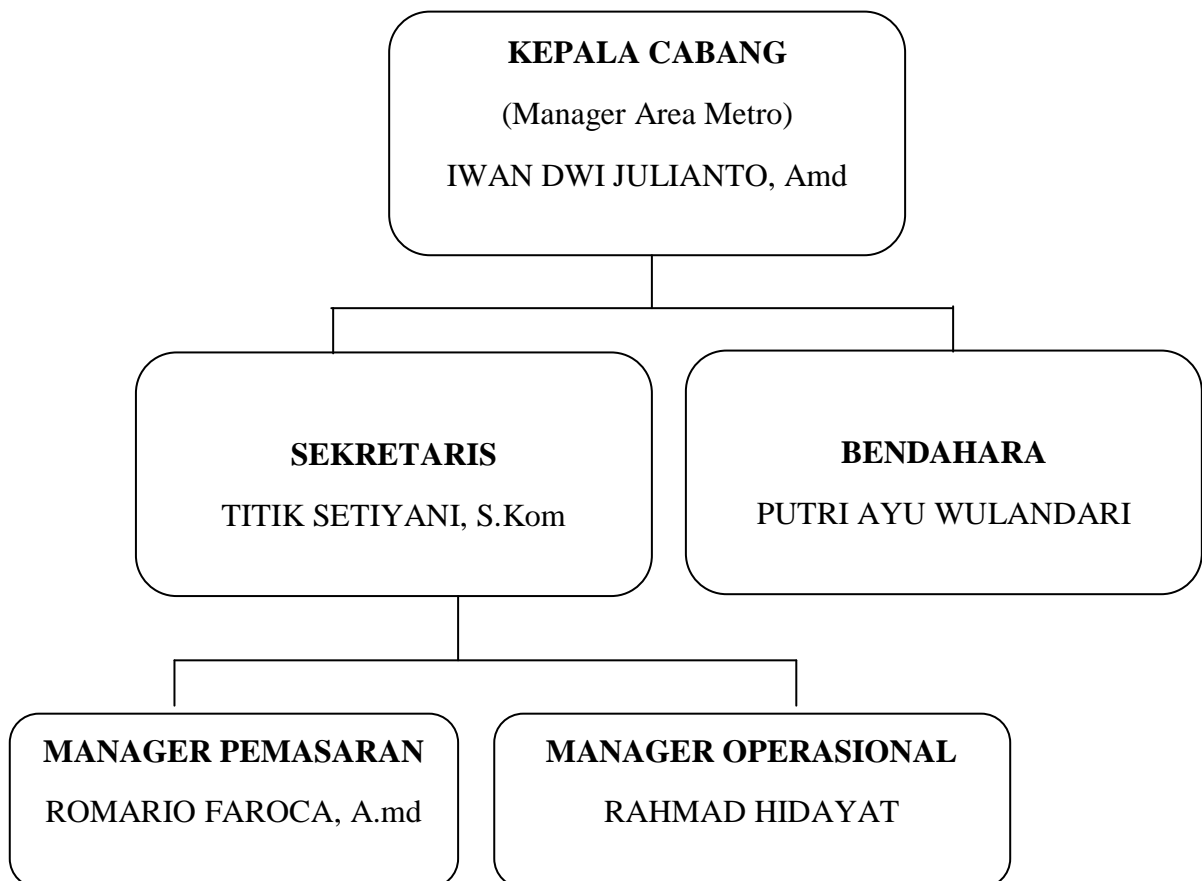 KEPALA CABANG
(Manager Area Metro)
IWAN DWI JULIANTO, Amd
SEKRETARIS
TITIK SETIYANI, S.Kom
BENDAHARA
PUTRI AYU WULANDARI
MANAGER PEMASARAN
ROMARIO FAROCA, A.md
MANAGER OPERASIONAL
RAHMAD HIDAYAT